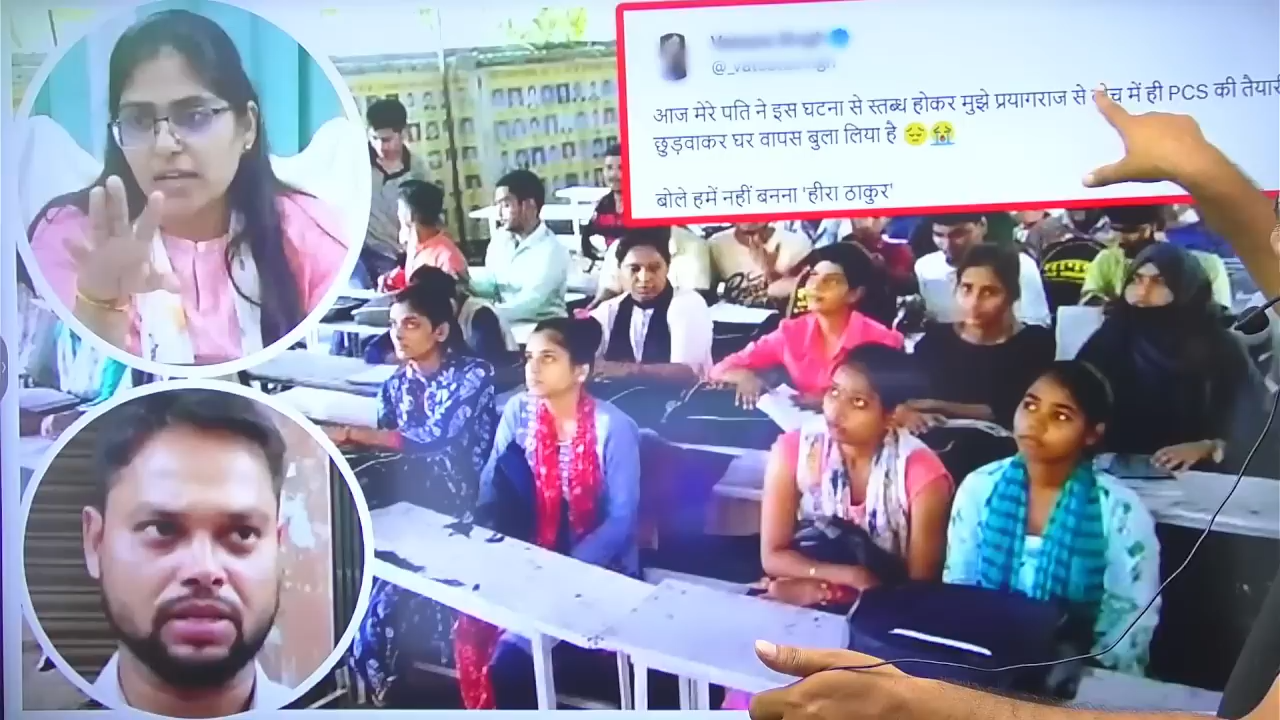 आज मेरे पति ने इस घटना से स्तब्ध होकर मुझे प्रयागराज से में ही PCS की
छुड़वाकर घर वापस बुला लिया है 😔😭
बोले हमें नहीं बनना 'हीरा ठाकुर'